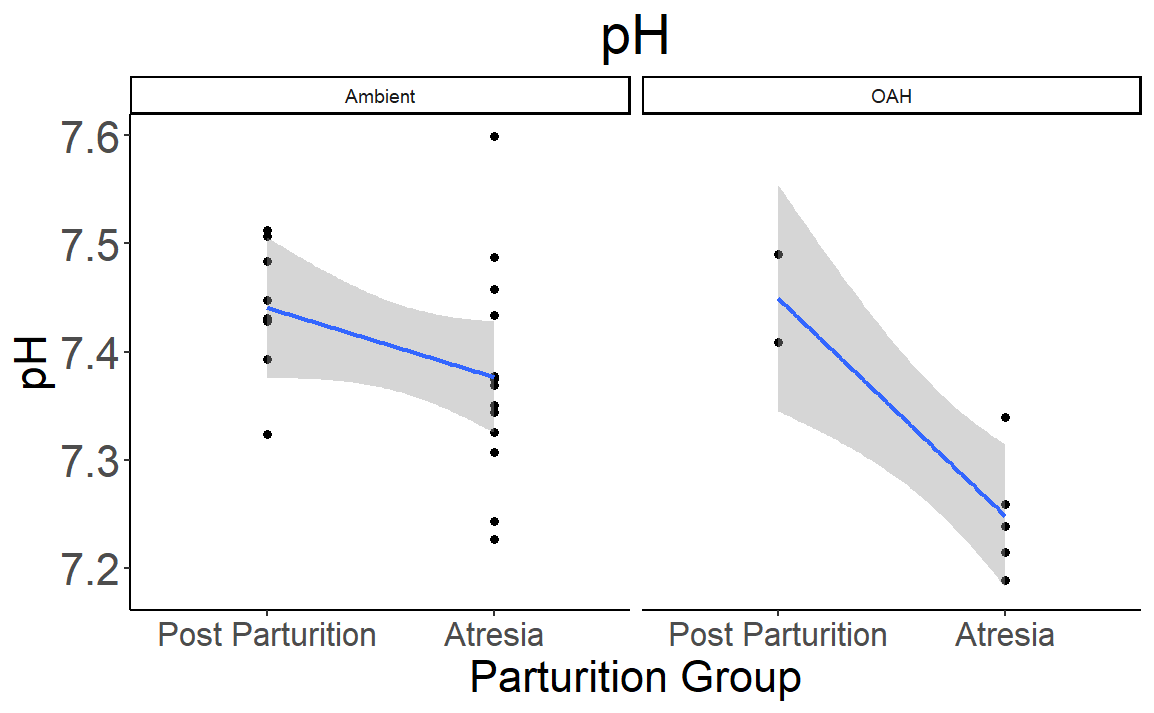 pH
Ambient
OAH
7.6
7.5
7.4
7.3
7.2
pH
Post Parturition
Atresia
Post Parturition
Atresia
Parturition Group